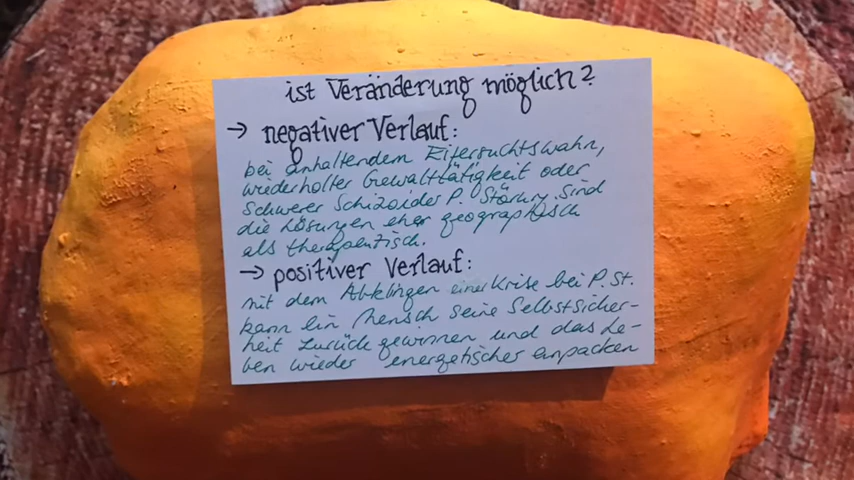 ist Veränderung möglich?
→ negativer Verlauf:
bei anhaltendem Eifersuchtswahn,
wiederholter Gewalttätigkeit oder
schwerer schizoider P. Störung sind
die Lösungen eher geographisch
als therapeutisch.
→ positiver Verlauf:
mit dem Abklingen einer Krise bei P. St.
kann ein Mensch seine Selbstsicher-
heit zurück gewinnen und das Le-
ben wieder energetischer anpacken